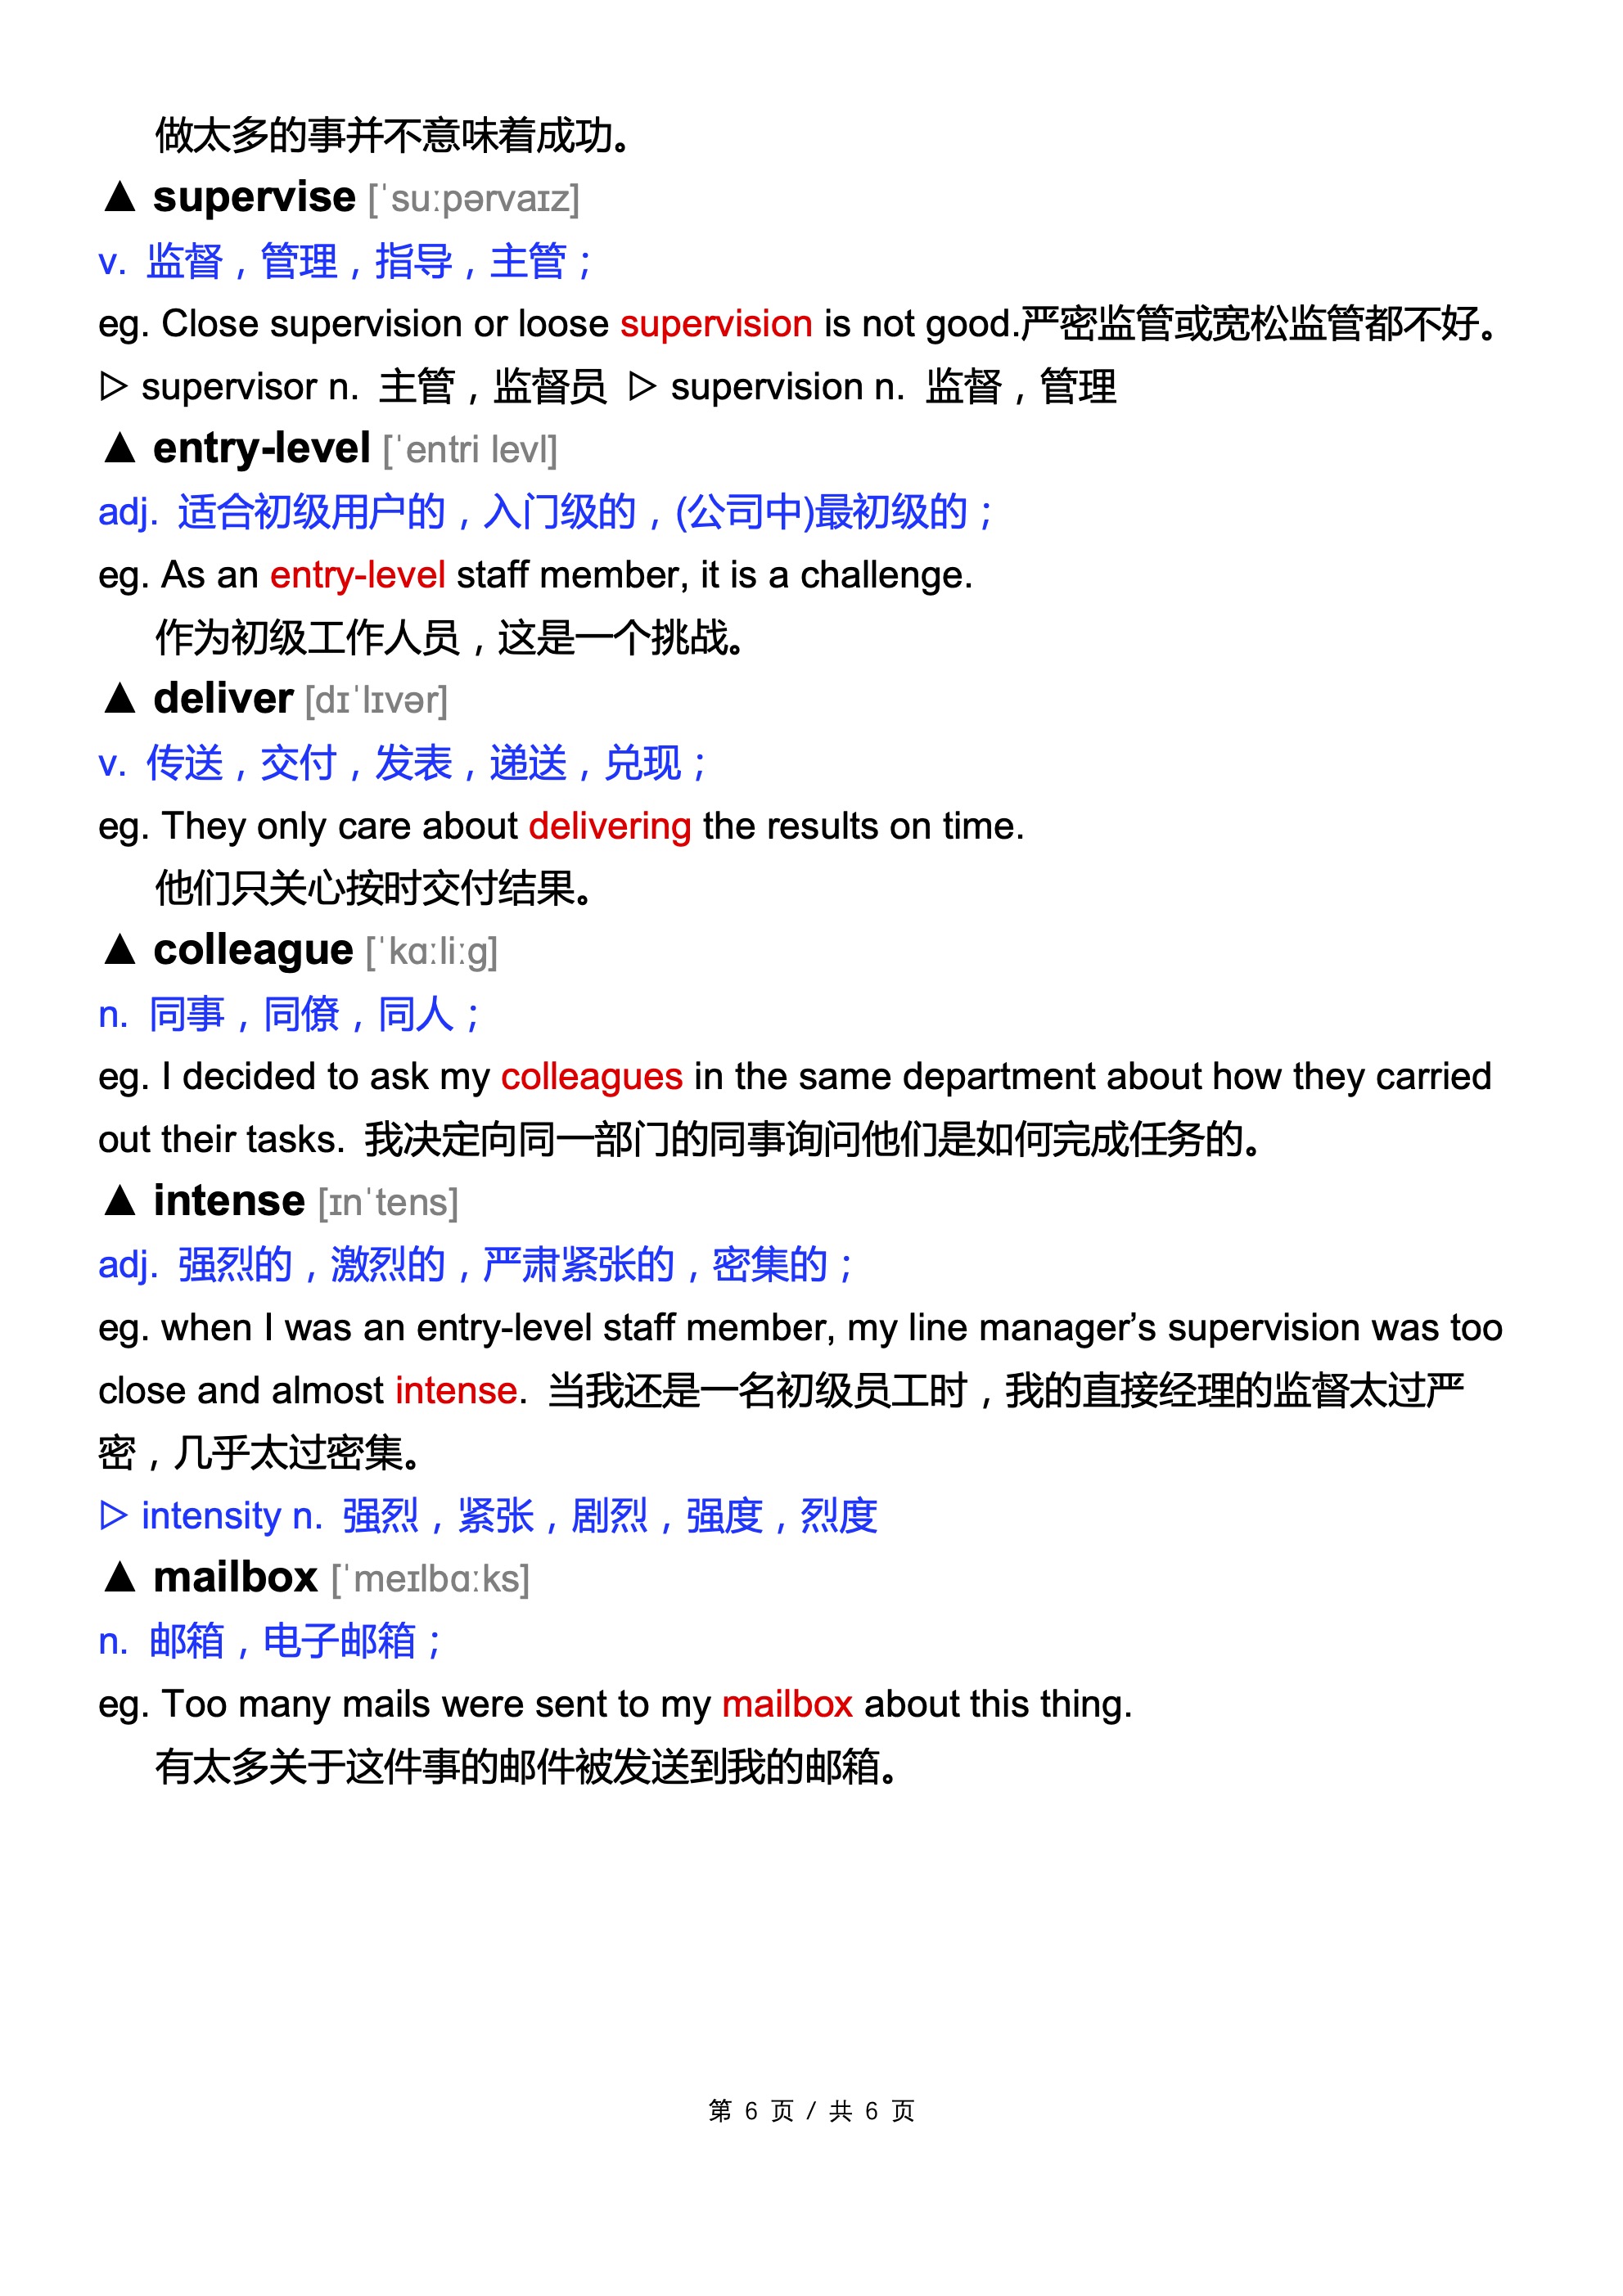 做太多的事并不意味着成功。
▲ supervise [ˈsuːpərvaɪz]
v. 监督，管理，指导，主管；
eg. Close supervision or loose supervision is not good.严密监管或宽松监管都不好。
▷ supervisor n. 主管，监督员 ▷ supervision n. 监督，管理
▲ entry-level [ˈentri levl]
adj. 适合初级用户的，入门级的，(公司中)最初级的；
eg. As an entry-level staff member, it is a challenge.
作为初级工作人员，这是一个挑战。
▲ deliver [dɪˈlɪvər]
v. 传送，交付，发表，递送，兑现；
eg. They only care about delivering the results on time.
他们只关心按时交付结果。
▲ colleague [ˈkɑːliːg]
n. 同事，同僚，同人；
eg. I decided to ask my colleagues in the same department about how they carried
out their tasks. 我决定向同一部门的同事询问他们是如何完成任务的。
▲ intense [ɪnˈtens]
adj. 强烈的，激烈的，严肃紧张的，密集的；
eg. when I was an entry-level staff member, my line manager’s supervision was too
close and almost intense. 当我还是一名初级员工时，我的直接经理的监督太过严
密，几乎太过密集。
▷ intensity n. 强烈，紧张，剧烈，强度，烈度
▲ mailbox [ˈmeɪlbɑːks]
n. 邮箱，电子邮箱；
eg. Too many mails were sent to my mailbox about this thing.
有太多关于这件事的邮件被发送到我的邮箱。
第 6 页 / 共 6 页